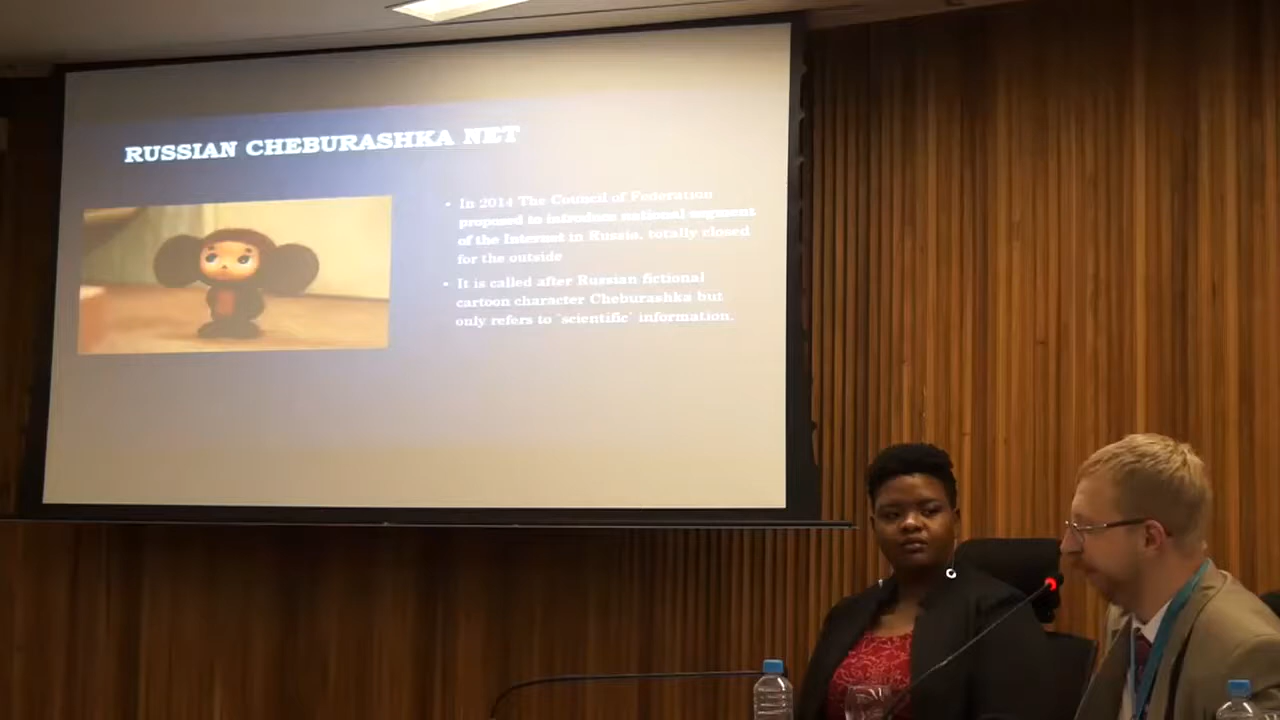 RUSSIAN CHEBURASHKA NET
• In 2014 The Council of Federation
proposed to introduce national segment
of the Internet in Russia, totally closed
for the outside
• It is called after Russian fictional
cartoon character Cheburashka but
only refers to `scientific` information.